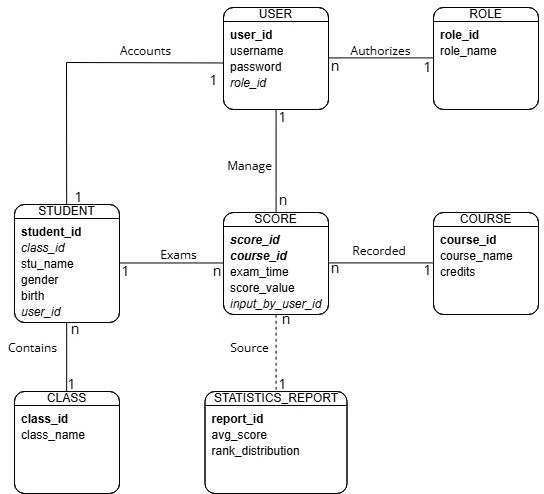 USER
user_id
username
password
role_id
ROLE
role_id
role_name
Accounts
1
Authorizes
n
1
1
Manage
n
1
STUDENT
student_id
class_id
stu_name
gender
birth
user_id
SCORE
score_id
course_id
exam_time
score_value
input_by_user_id
COURSE
course_id
course_name
credits
Exams
1
n
Recorded
n
1
n
Contains
1
n
Source
1
CLASS
class_id
class_name
STATISTICS_REPORT
report_id
avg_score
rank_distribution